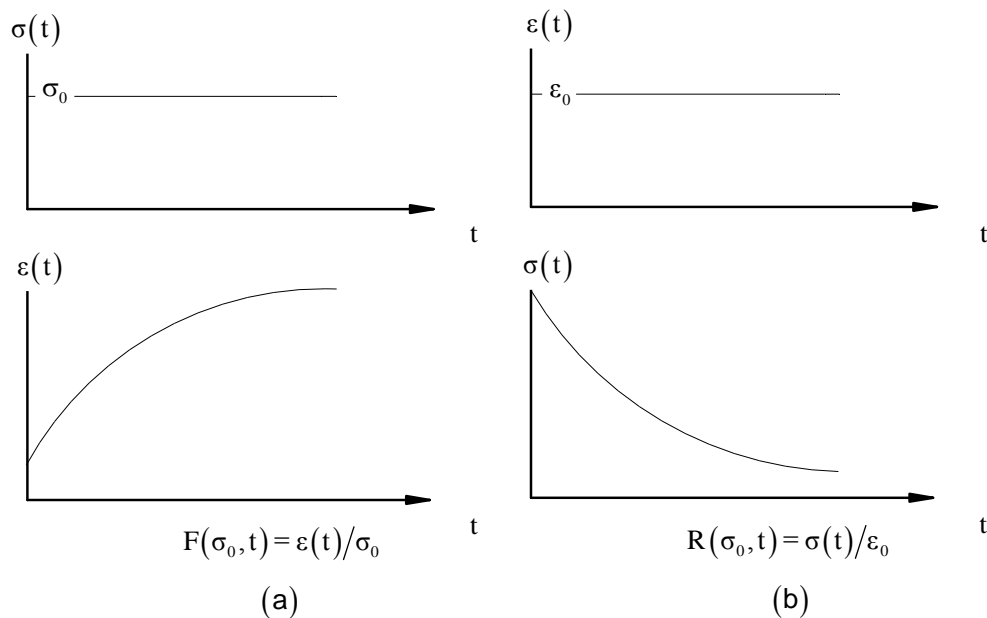 σ(t)
σ₀
t
ε(t)
t
F(σ₀,t) = ε(t)/σ₀
(a)
ε(t)
ε₀
t
σ(t)
t
R(σ₀,t) = σ(t)/ε₀
(b)